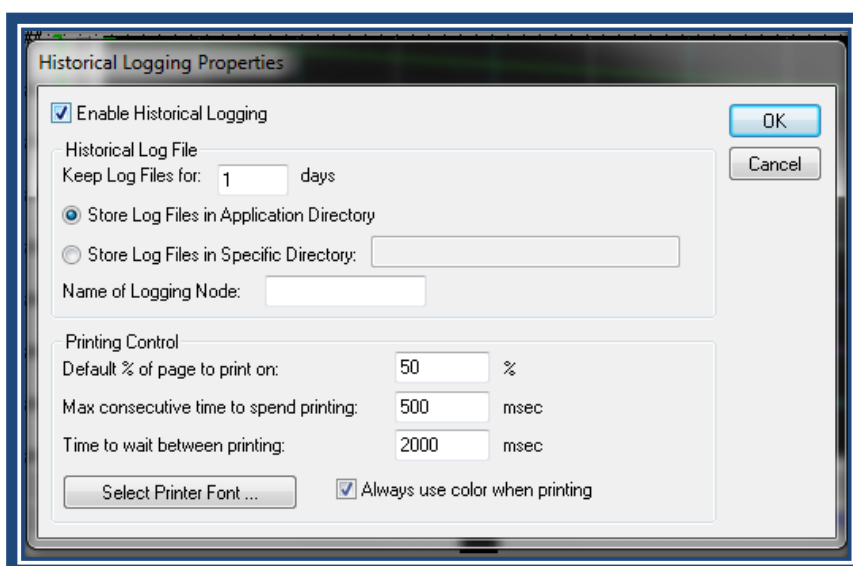 Historical Logging Properties
Enable Historical Logging
OK
Historical Log File
Cancel
Keep Log Files for: 1 days
Store Log Files in Application Directory
Store Log Files in Specific Directory:
Name of Logging Node:
Printing Control
Default % of page to print on: 50 %
Max consecutive time to spend printing: 500 msec
Time to wait between printing: 2000 msec
Select Printer Font ... Always use color when printing